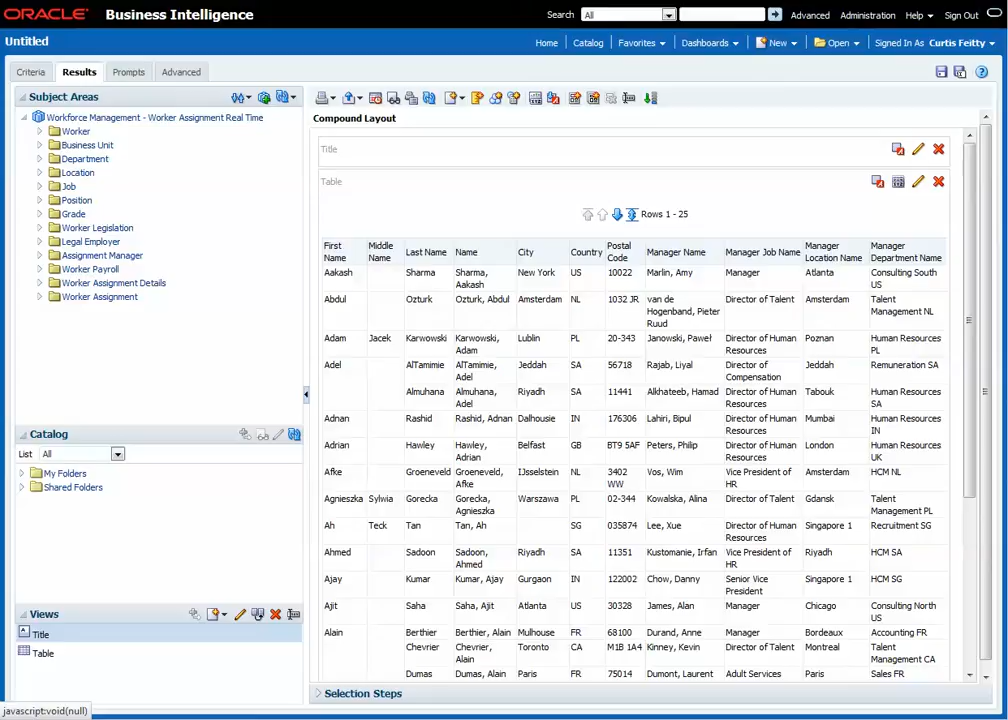 ORACLE Business Intelligence
Search All Advanced Administration Help Sign Out
Untitled
Home Catalog Favorites Dashboards New Open Signed In As Curtis Feitty
Criteria Results Prompts Advanced
Subject Areas
Workforce Management - Worker Assignment Real Time
Worker
Business Unit
Department
Location
Job
Position
Grade
Worker Legislation
Legal Employer
Assignment Manager
Worker Payroll
Worker Assignment Details
Worker Assignment
Catalog
List All
My Folders
Shared Folders
Views
Title
Table
javascript:void(null)
Compound Layout
Title
Table
Rows 1 - 25
First Name Middle Name Last Name Name City Country Postal Code Manager Name Manager Job Name Manager Location Name Manager Department Name
Aakash Sharma Sharma, Aakash New York US 10022 Marlin, Amy Manager Atlanta Consulting South US
Abdul Ozturk Ozturk, Abdul Amsterdam NL 1032 JR van de Hogenband, Pieter Ruud Director of Talent Amsterdam Talent Management NL
Adam Jacek Karwowski Karwowski, Adam Lublin PL 20-343 Janowski, Paweł Director of Human Resources Poznan Human Resources PL
Adel AlTamimie AlTamimie, Adel Jeddah SA 56718 Rajab, Liyal Director of Compensation Jeddah Remuneration SA
Almuhana Almuhana, Adel Riyadh SA 11441 Alkhateeb, Hamad Director of Human Resources Tabouk Human Resources SA
Adnan Rashid Rashid, Adnan Dalhousie IN 176306 Lahiri, Bipul Director of Human Resources Mumbai Human Resources IN
Adrian Hawley Hawley, Adrian Belfast GB BT9 5AF Peters, Philip Director of Human Resources London Human Resources UK
Afke Groeneveld Groeneveld, Afke IJsselstein NL 3402 WW Vos, Wim Vice President of HR Amsterdam HCM NL
Agnieszka Sylwia Gorecka Gorecka, Agnieszka Warszawa PL 02-344 Kowalska, Alina Director of Talent Gdansk Talent Management PL
Ah Teck Tan Tan, Ah SG 035874 Lee, Xue Director of Human Resources Singapore 1 Recruitment SG
Ahmed Sadoon Sadoon, Ahmed Riyadh SA 11351 Kustomanie, Irfan Vice President of HR Riyadh HCM SA
Ajay Kumar Kumar, Ajay Gurgaon IN 122002 Chow, Danny Senior Vice President Singapore 1 HCM SG
Ajit Saha Saha, Ajit Atlanta US 30328 James, Alan Manager Chicago Consulting North US
Alain Berthier Berthier, Alain Mulhouse FR 68100 Durand, Anne Manager Bordeaux Accounting FR
Chevrier Chevrier, Alain Toronto CA M1B 1A4 Kinney, Kevin Director of Talent Montreal Talent Management CA
Dumas Dumas, Alain Paris FR 75014 Dumont, Laurent Adult Services Paris Sales FR
Selection Steps